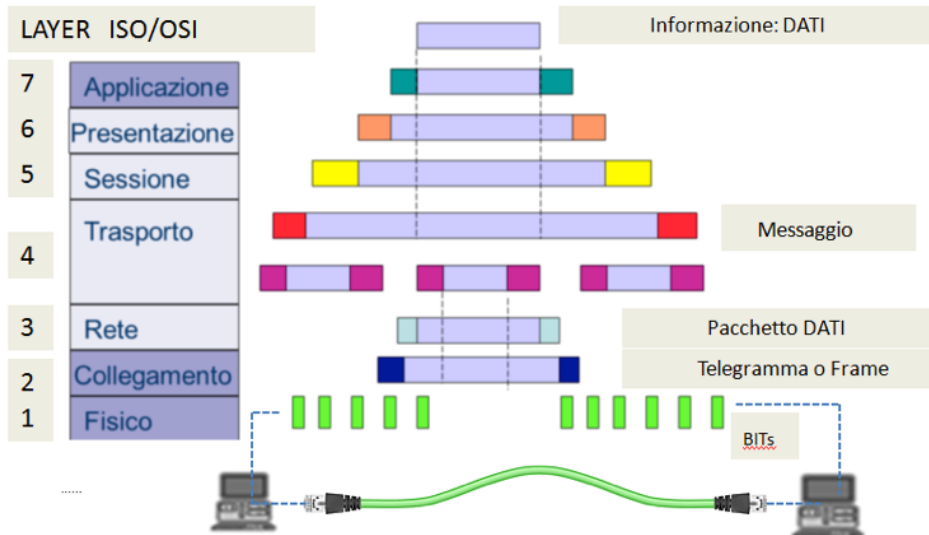 LAYER ISO/OSI
Informazione: DATI
7
Applicazione
6
Presentazione
5
Sessione
4
Trasporto
Messaggio
3
Rete
Pacchetto DATI
2
Collegamento
Telegramma o Frame
1
Fisico
BITs
......